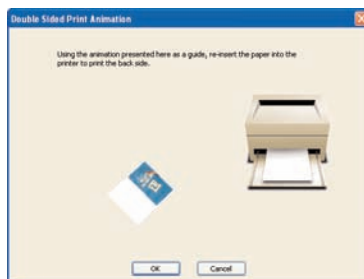 Double Sided Print Animation
Using the animation presented here as a guide, re-insert the paper into the
printer to print the back side.
OK
Cancel